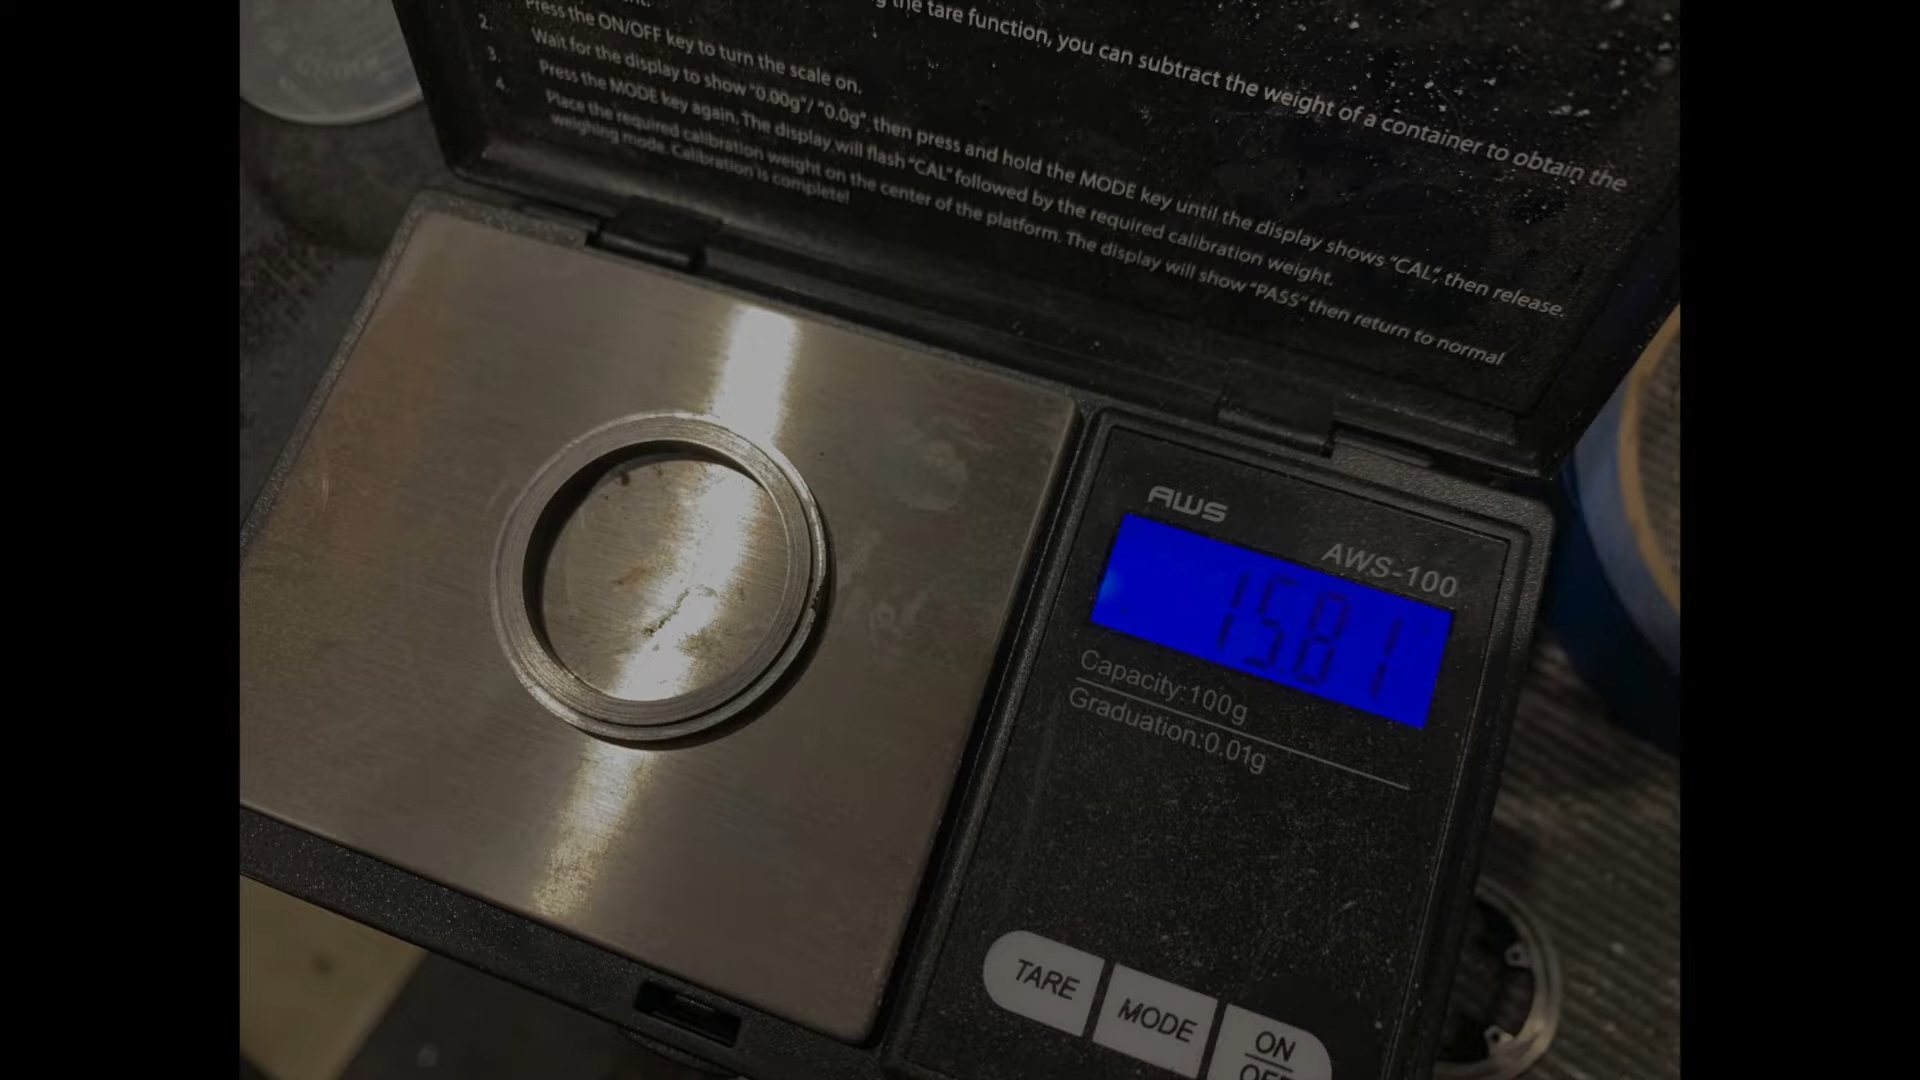 the tare function, you can subtract the weight of a container to obtain the
Press the ON/OFF key to turn the scale on.
2. Wait for the display to show "0.00g"/ "0.0g", then press and hold the MODE key until the display shows "CAL", then release.
3. Press the MODE key again. The display will flash "CAL" followed by the required calibration weight.
4. Place the required calibration weight on the center of the platform. The display will show "PASS" then return to normal
weighing mode. Calibration is complete!
AWS
AWS-100
15.81
Capacity:100g
Graduation:0.01g
TARE
MODE
ON
OFF